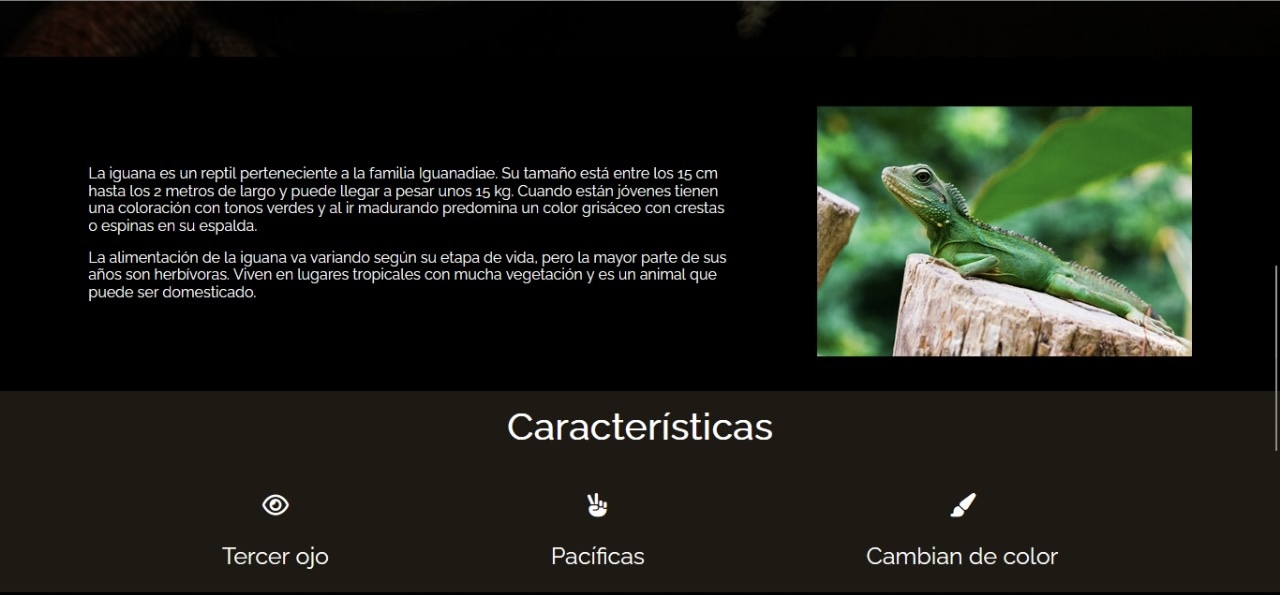 La iguana es un reptil perteneciente a la familia Iguanadiae. Su tamaño está entre los 15 cm
hasta los 2 metros de largo y puede llegar a pesar unos 15 kg. Cuando están jóvenes tienen
una coloración con tonos verdes y al ir madurando predomina un color grisáceo con crestas
o espinas en su espalda.
La alimentación de la iguana va variando según su etapa de vida, pero la mayor parte de sus
años son herbívoras. Viven en lugares tropicales con mucha vegetación y es un animal que
puede ser domesticado.
Características
Tercer ojo
Pacíficas
Cambian de color